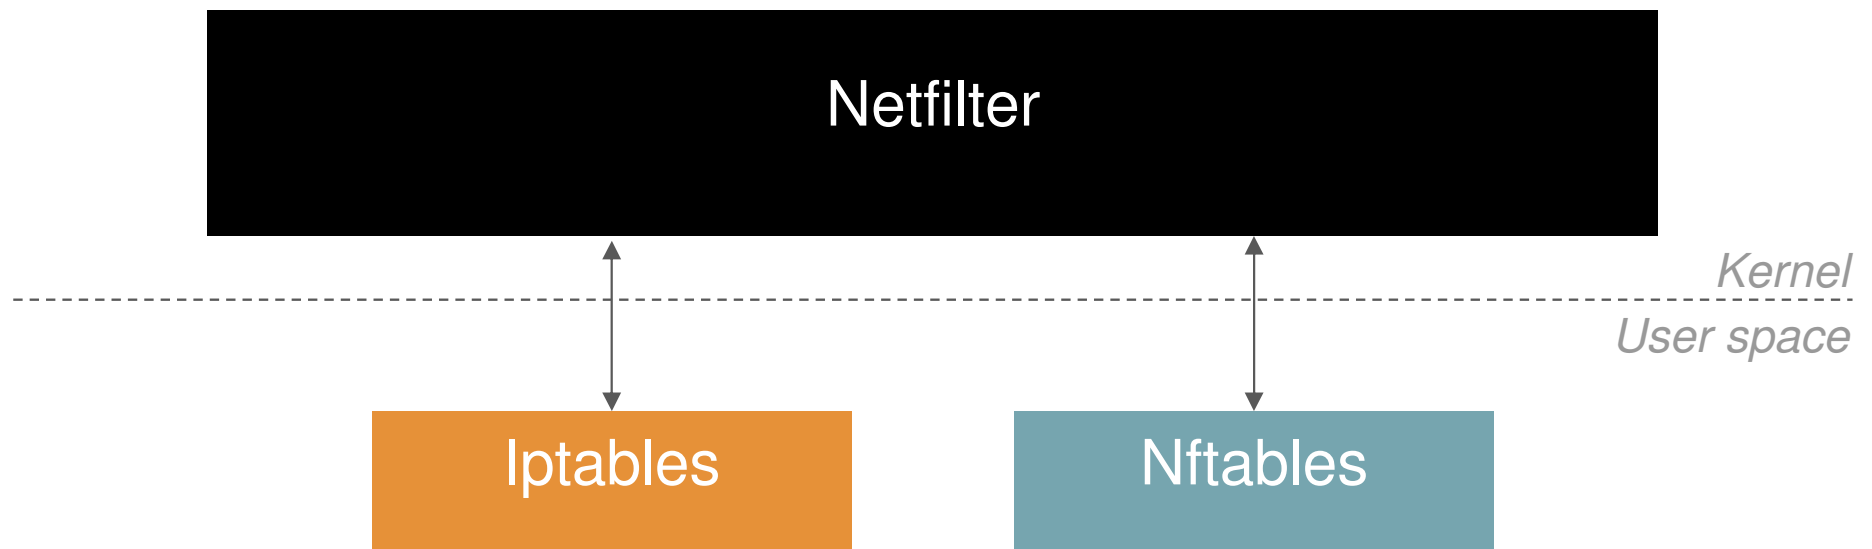 Netfilter
Kernel
User space
Iptables
Nftables